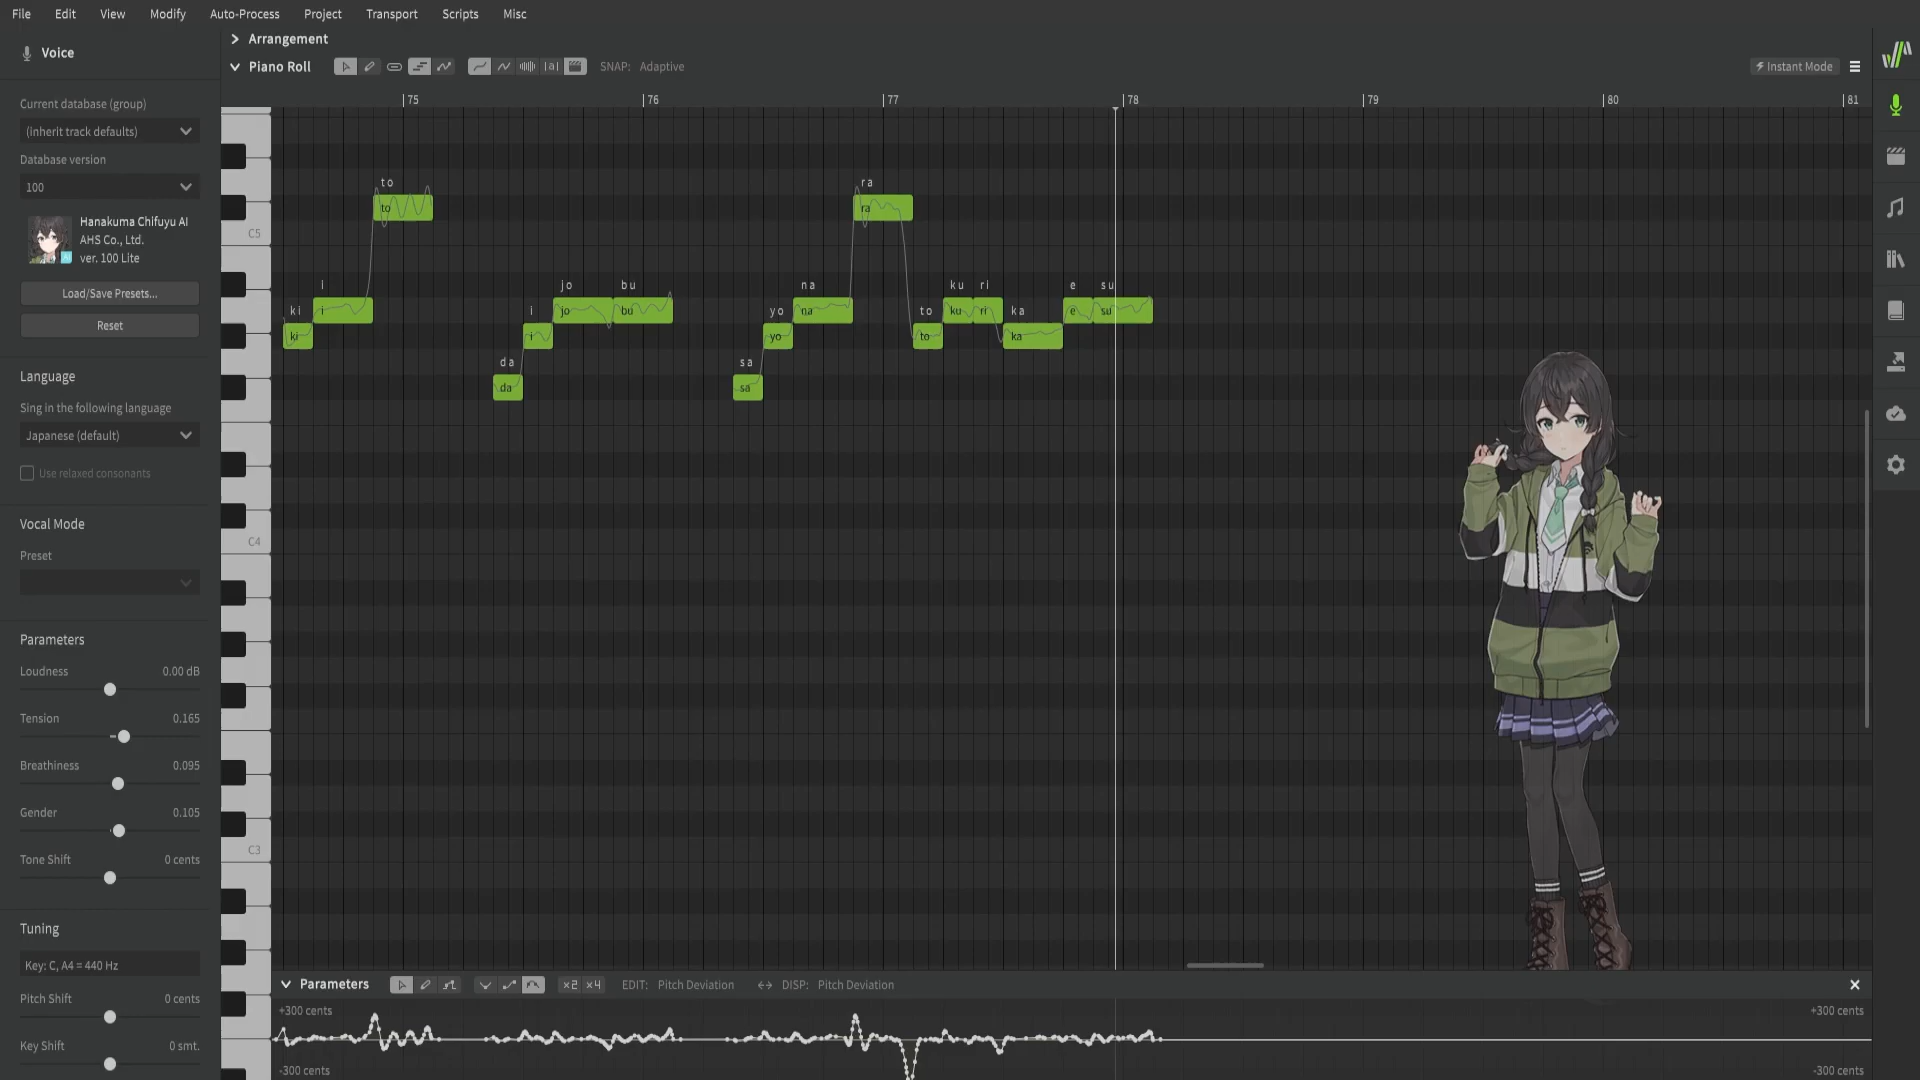 File Edit View Modify Auto-Process Project Transport Scripts Misc
Voice
Current database (group)
(inherit track defaults)
Database version
100
Hanakuma Chifuyu AI
AHS Co., Ltd.
ver. 100 Lite
Load/Save Presets...
Reset
Language
Sing in the following language
Japanese (default)
Use relaxed consonants
Vocal Mode
Preset
Parameters
Loudness 0.00 dB
Tension 0.165
Breathiness 0.095
Gender 0.105
Tone Shift 0 cents
Tuning
Key: C, A4 = 440 Hz
Pitch Shift 0 cents
Key Shift 0 smt.
Arrangement
Piano Roll SNAP: Adaptive Instant Mode
75 76 77 78 79 80 81
to ra
to ra
C5
i jo bu na ku ri e su
ki i yo na to ku ri ka e su
i jo bu
ki i yo to ka
da sa
da sa
C4
C3
Parameters x2 x4 EDIT: Pitch Deviation DISP: Pitch Deviation
+300 cents +300 cents
-300 cents -300 cents